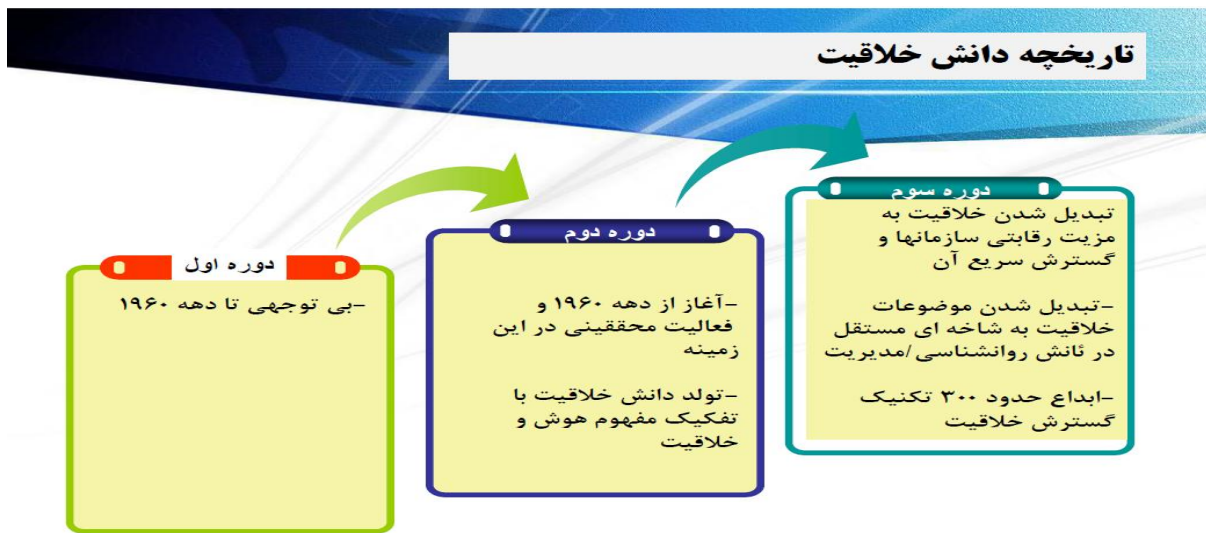 تاریخچه دانش خلاقیت
دوره اول
-بی توجهی تا دهه ۱۹۶۰
دوره دوم
-آغاز از دهه ۱۹۶۰ و
فعالیت محققینی در این
زمینه
-تولد دانش خلاقیت با
تفکیک مفهوم هوش و
خلاقیت
دوره سوم
تبدیل شدن خلاقیت به
مزیت رقابتی سازمانها و
گسترش سریع آن
-تبدیل شدن موضوعات
خلاقیت به شاخه ای مستقل
در ئانش روانشناسی/مدیریت
-ابداع حدود ۳۰۰ تکنیک
گسترش خلاقیت